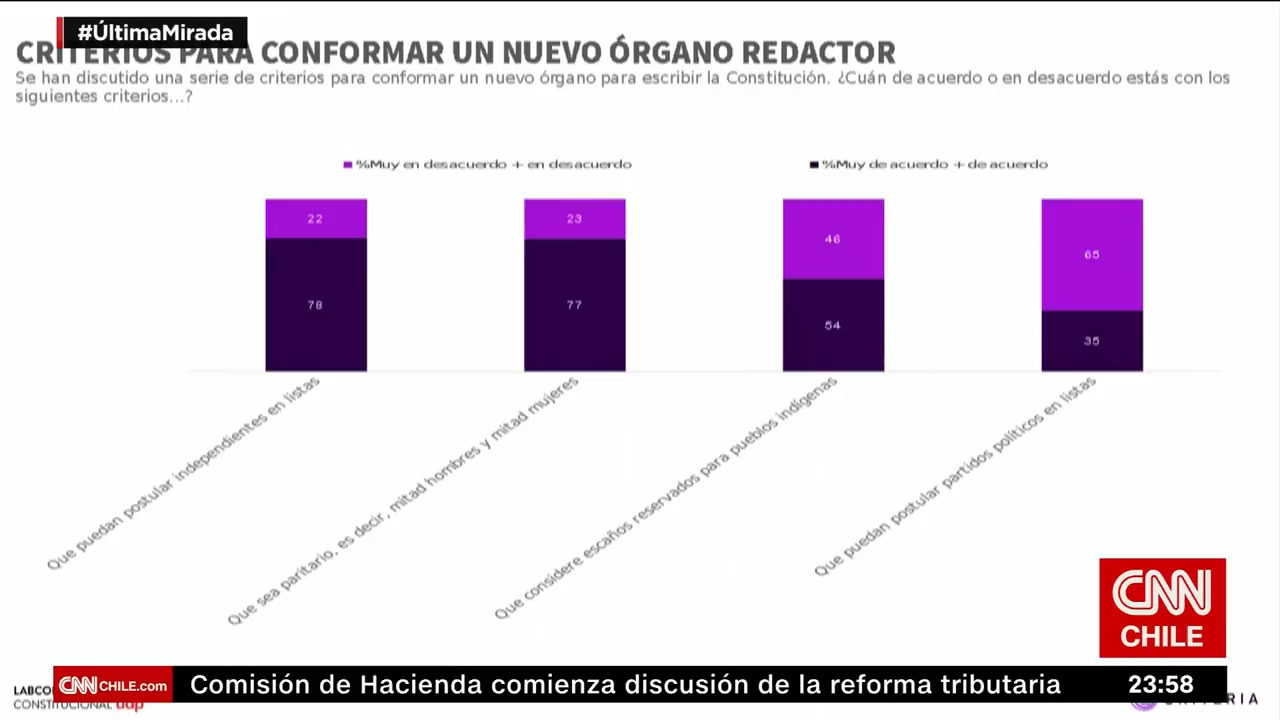 #ÚltimaMirada
CRITERIOS PARA CONFORMAR UN NUEVO ÓRGANO REDACTOR
Se han discutido una serie de criterios para conformar un nuevo órgano para escribir la Constitución. ¿Cuán de acuerdo o en desacuerdo estás con los
siguientes criterios...?
%Muy en desacuerdo + en desacuerdo
%Muy de acuerdo + de acuerdo
22
23
46
65
78
77
54
35
Que puedan postular independientes en listas
Que sea paritario, es decir, mitad hombres y mitad mujeres
Que considere escaños reservados para pueblos indígenas
Que puedan postular partidos políticos en listas
CNN
CHILE
CNNCHILE.com
Comisión de Hacienda comienza discusión de la reforma tributaria
23:58
CONSTITUCIONAL udp